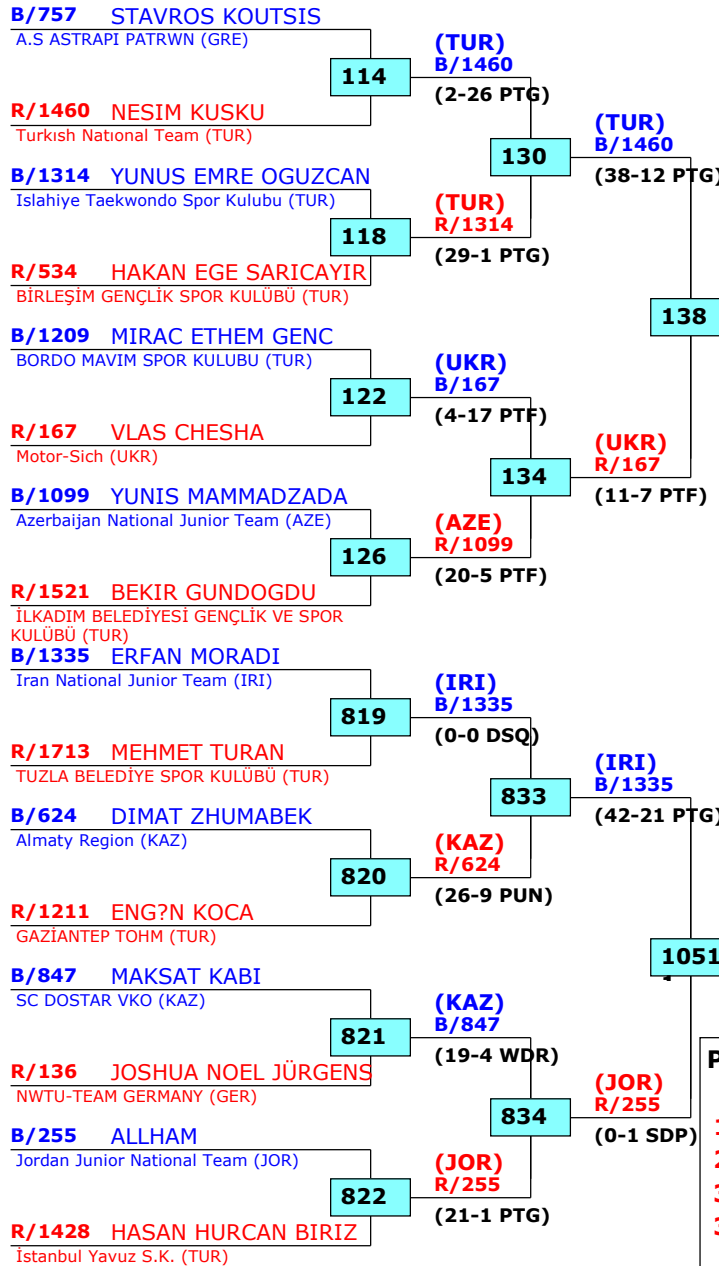 B/757 STAVROS KOUTSIS
A.S ASTRAPI PATRWN (GRE)
114
(TUR)
B/1460
(2-26 PTG)
R/1460 NESIM KUSKU
Turkısh Natıonal Team (TUR)
130
(TUR)
B/1460
(38-12 PTG)
B/1314 YUNUS EMRE OGUZCAN
Islahiye Taekwondo Spor Kulubu (TUR)
118
(TUR)
R/1314
(29-1 PTG)
R/534 HAKAN EGE SARICAYIR
BİRLEŞİM GENÇLİK SPOR KULÜBÜ (TUR)
138
B/1209 MIRAC ETHEM GENC
BORDO MAVIM SPOR KULUBU (TUR)
122
(UKR)
B/167
(4-17 PTF)
R/167 VLAS CHESHA
Motor-Sich (UKR)
134
(UKR)
R/167
(11-7 PTF)
B/1099 YUNIS MAMMADZADA
Azerbaijan National Junior Team (AZE)
126
(AZE)
R/1099
(20-5 PTF)
R/1521 BEKIR GUNDOGDU
İLKADIM BELEDİYESİ GENÇLİK VE SPOR
KULÜBÜ (TUR)
B/1335 ERFAN MORADI
Iran National Junior Team (IRI)
819
(IRI)
B/1335
(0-0 DSQ)
R/1713 MEHMET TURAN
TUZLA BELEDİYE SPOR KULÜBÜ (TUR)
833
(IRI)
B/1335
(42-21 PTG)
B/624 DIMAT ZHUMABEK
Almaty Region (KAZ)
820
(KAZ)
R/624
(26-9 PUN)
R/1211 ENG?N KOCA
GAZİANTEP TOHM (TUR)
1051
B/847 MAKSAT KABI
SC DOSTAR VKO (KAZ)
821
(KAZ)
B/847
(19-4 WDR)
R/136 JOSHUA NOEL JÜRGENS
NWTU-TEAM GERMANY (GER)
834
(JOR)
R/255
(0-1 SDP)
B/255 ALLHAM
Jordan Junior National Team (JOR)
822
(JOR)
R/255
(21-1 PTG)
R/1428 HASAN HURCAN BIRIZ
İstanbul Yavuz S.K. (TUR)